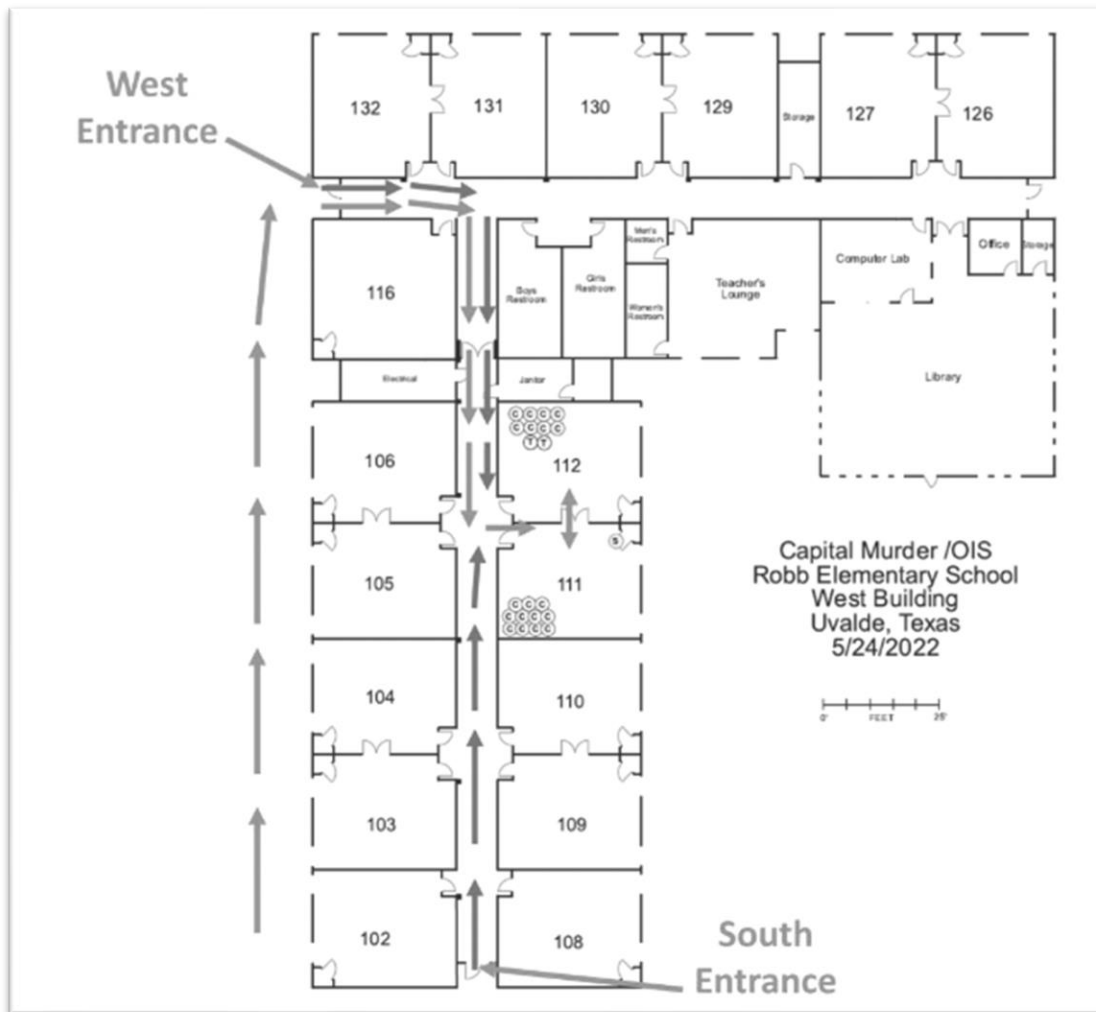 West
Entrance
132
131
130
129
Storage
127
126
116
Boys
Restroom
Girls
Restroom
Men's
Restroom
Women's
Restroom
Teacher's
Lounge
Computer Lab
Office
Storage
Library
Electrical
Janitor
106
C C C C
C C C C
T T
112
105
S
111
C C C
C C C C
C C C C
104
110
103
109
102
108
Capital Murder /OIS
Robb Elementary School
West Building
Uvalde, Texas
5/24/2022
0' FEET 25'
South
Entrance